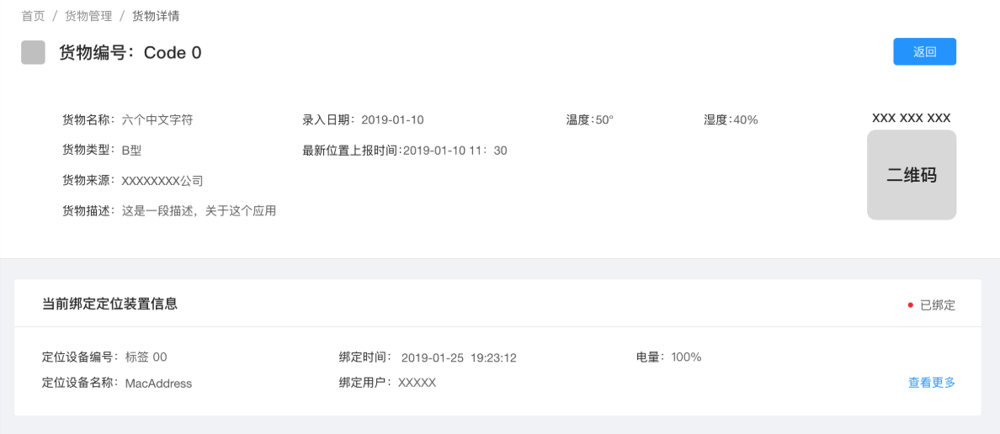 首页 / 货物管理 / 货物详情
货物编号：Code 0
返回
货物名称：六个中文字符 录入日期：2019-01-10 温度:50° 湿度:40% XXX XXX XXX
货物类型：B型 最新位置上报时间:2019-01-10 11：30
二维码
货物来源：XXXXXXXX公司
货物描述：这是一段描述，关于这个应用
当前绑定定位装置信息 已绑定
定位设备编号：标签 00 绑定时间： 2019-01-25 19:23:12 电量：100%
定位设备名称：MacAddress 绑定用户：XXXXX 查看更多